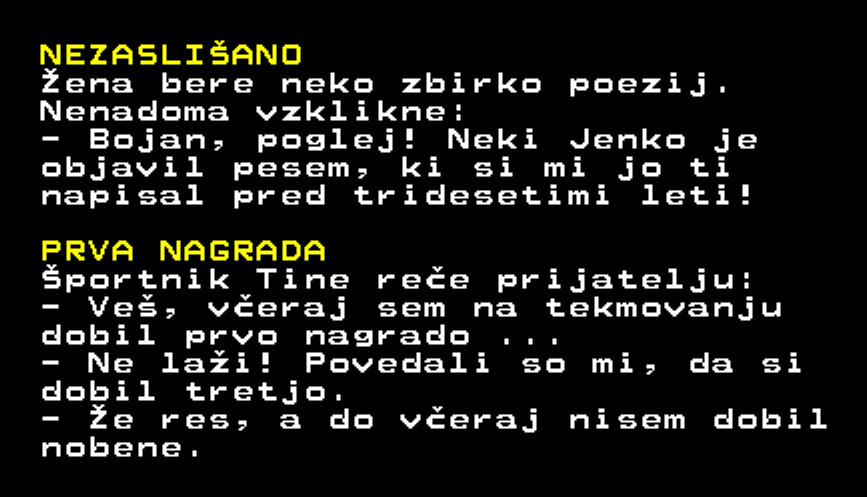 NEZASLIŠANO
Žena bere neko zbirko poezij.
Nenadoma vzklikne:
- Bojan, poglej! Neki Jenko je
objavil pesem, ki si mi jo ti
napisal pred tridesetimi leti!
PRVA NAGRADA
Športnik Tine reče prijatelju:
- Veš, včeraj sem na tekmovanju
dobil prvo nagrado ...
- Ne laži! Povedali so mi, da si
dobil tretjo.
- Že res, a do včeraj nisem dobil
nobene.